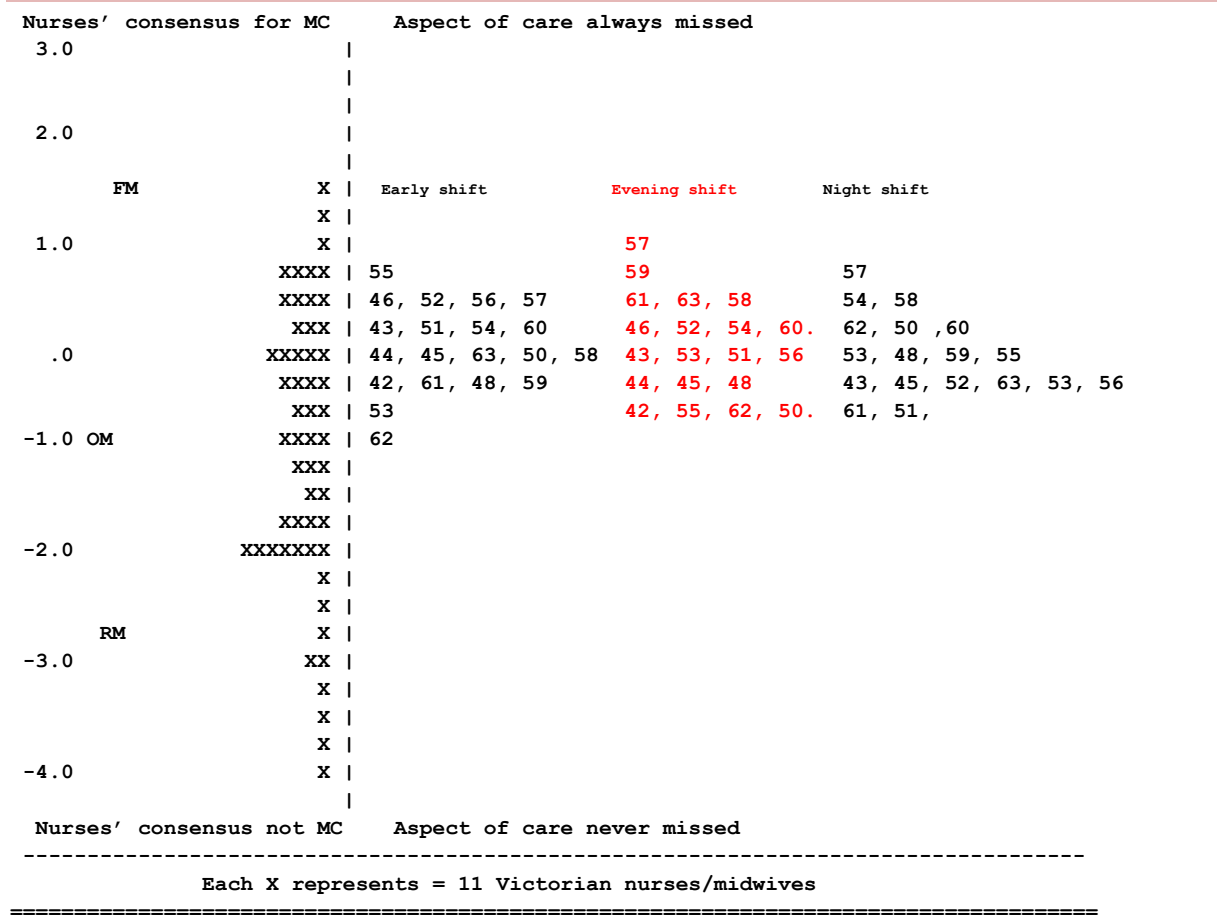 Nurses’ consensus for MC Aspect of care always missed
3.0 |
|
|
2.0 |
|
FM X | Early shift Evening shift Night shift
X |
1.0 X | 57
XXXX | 55 59 57
XXXX | 46, 52, 56, 57 61, 63, 58 54, 58
XXX | 43, 51, 54, 60 46, 52, 54, 60. 62, 50 ,60
.0 XXXXX | 44, 45, 63, 50, 58 43, 53, 51, 56 53, 48, 59, 55
XXXX | 42, 61, 48, 59 44, 45, 48 43, 45, 52, 63, 53, 56
XXX | 53 42, 55, 62, 50. 61, 51,
-1.0 OM XXXX | 62
XXX |
XX |
XXXX |
-2.0 XXXXXXX |
X |
X |
RM X |
-3.0 XX |
X |
X |
X |
-4.0 X |
|
Nurses’ consensus not MC Aspect of care never missed
Each X represents = 11 Victorian nurses/midwives